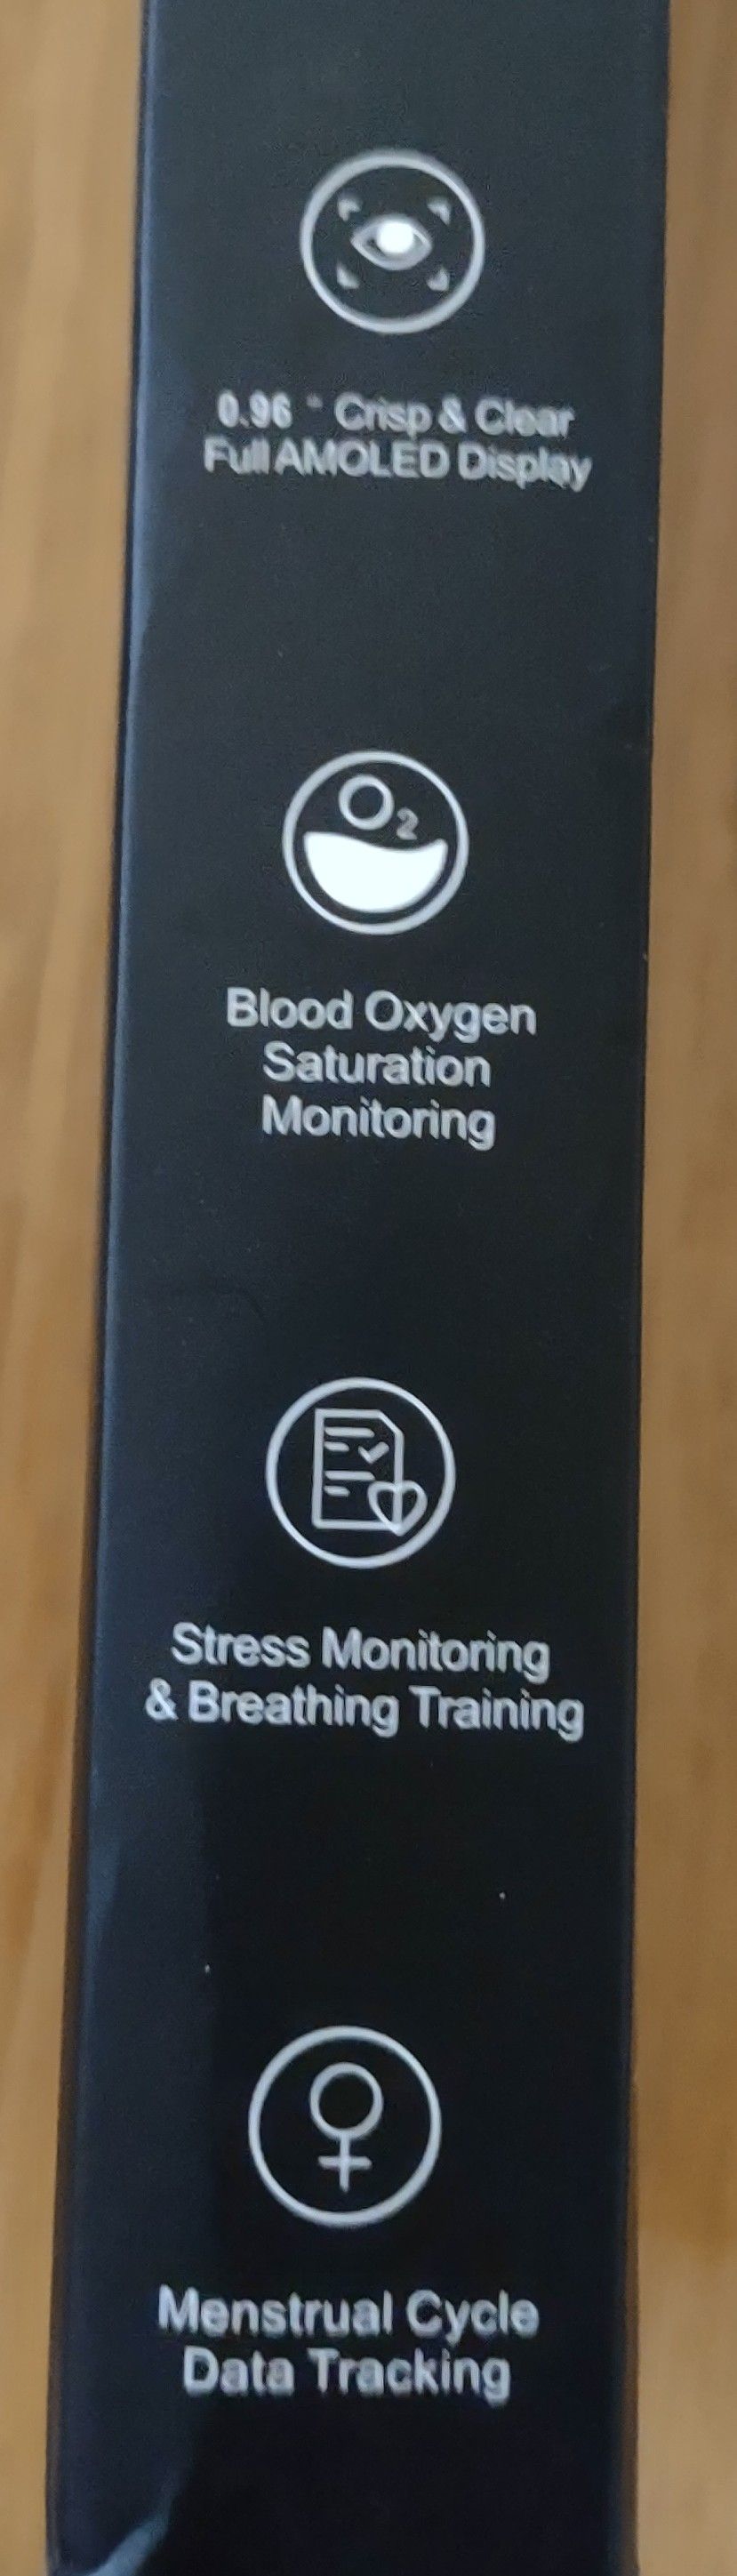 0.96 " Crisp & Clear
Full AMOLED Display
O2
Blood Oxygen
Saturation
Monitoring
Stress Monitoring
& Breathing Training
Menstrual Cycle
Data Tracking